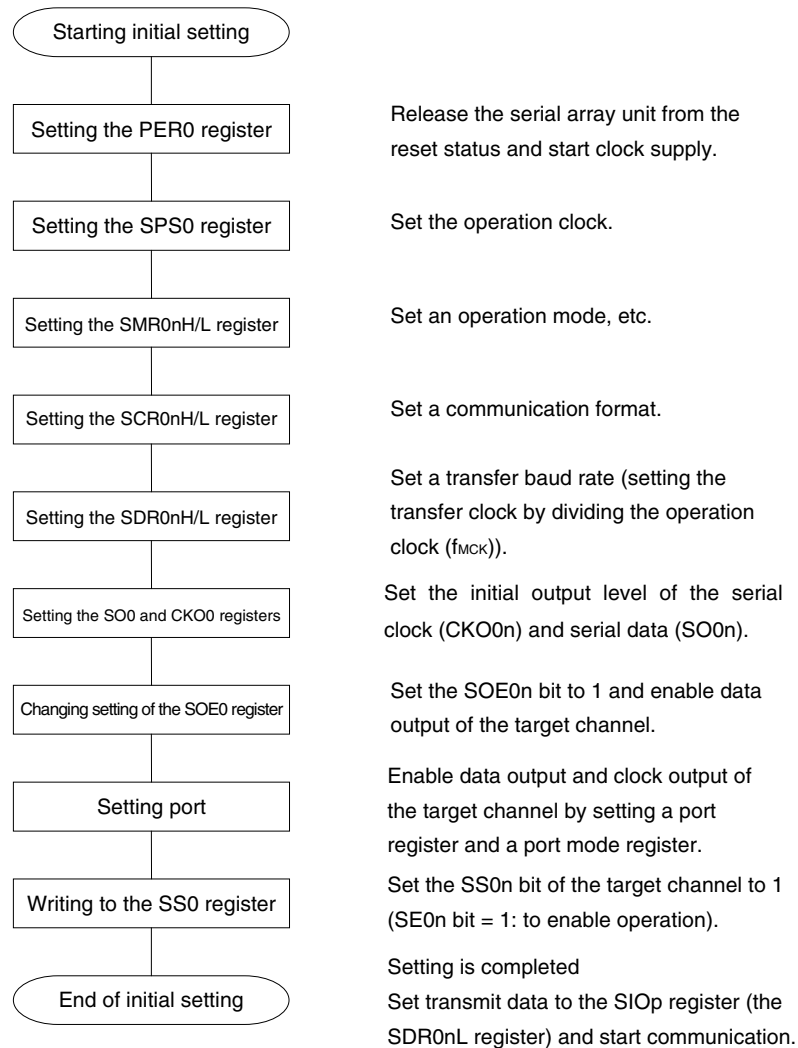 Starting initial setting
Setting the PER0 register
Release the serial array unit from the
reset status and start clock supply.
Setting the SPS0 register
Set the operation clock.
Setting the SMR0nH/L register
Set an operation mode, etc.
Setting the SCR0nH/L register
Set a communication format.
Setting the SDR0nH/L register
Set a transfer baud rate (setting the
transfer clock by dividing the operation
clock (fMCK)).
Setting the SO0 and CKO0 registers
Set the initial output level of the serial
clock (CKO0n) and serial data (SO0n).
Changing setting of the SOE0 register
Set the SOE0n bit to 1 and enable data
output of the target channel.
Setting port
Enable data output and clock output of
the target channel by setting a port
register and a port mode register.
Writing to the SS0 register
Set the SS0n bit of the target channel to 1
(SE0n bit = 1: to enable operation).
End of initial setting
Setting is completed
Set transmit data to the SIOp register (the
SDR0nL register) and start communication.